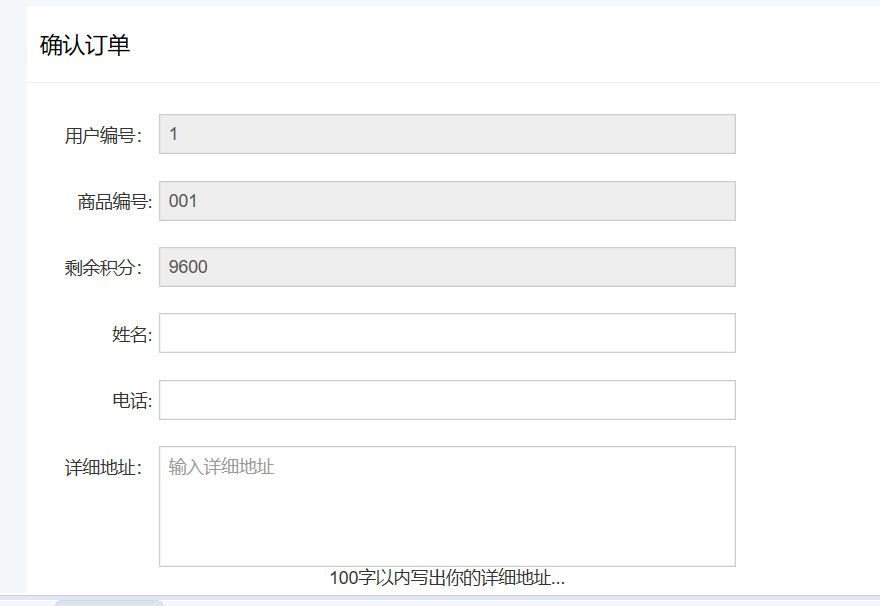 确认订单
用户编号： 1
商品编号: 001
剩余积分： 9600
姓名:
电话:
详细地址： 输入详细地址
100字以内写出你的详细地址...